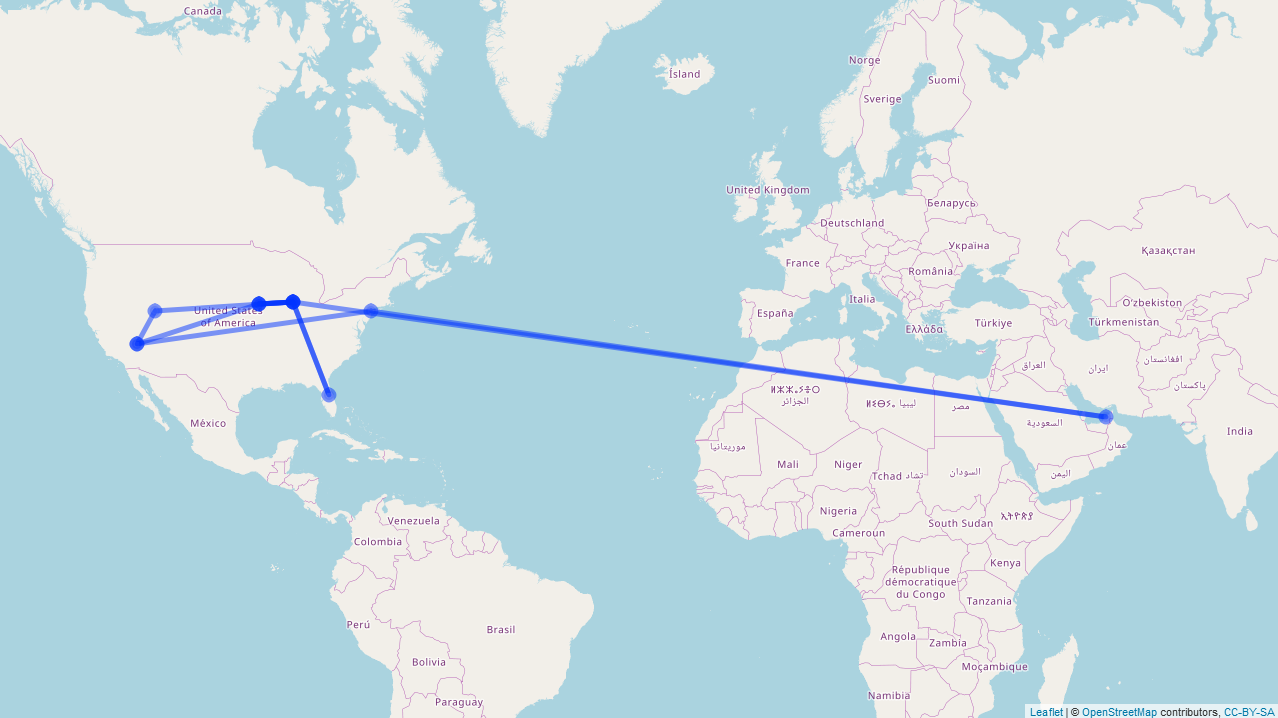 Canada
Ísland
Norge
Suomi
Sverige
United Kingdom
Беларусь
Deutschland
Україна
Қазақстан
France
România
Italia
O'zbekiston
United States
of America
España
Türkiye
Türkmenistan
Ελλάδα
افغانستان
العراق
ایران
پاکستان
ⵍⵣⵣⴰⵢⴻⵔ
الجزائر
ⵍⵉⴱⵢⴰ ليبيا
مصر
México
السعودية
India
موريتانيا
عمان
Mali
Niger
Tchad تشاد
السودان
اليمن
Venezuela
Nigeria
South Sudan
ኢትዮጵያ
Colombia
Cameroun
Kenya
République
démocratique
du Congo
Tanzania
Perú
Brasil
Angola
Zambia
Bolivia
Moçambique
Namibia
Paraguay
Leaflet | © OpenStreetMap contributors, CC-BY-SA